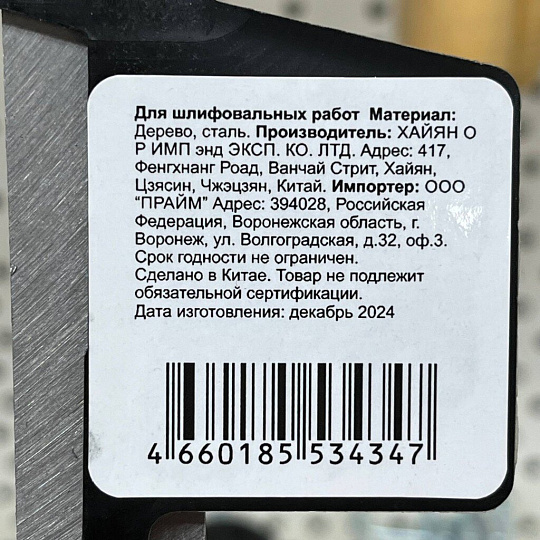 Для шлифовальных работ Материал:
Дерево, сталь. Производитель: ХАЙЯН О
Р ИМП энд ЭКСП. КО. ЛТД. Адрес: 417,
Фенгхнанг Роад, Ванчай Стрит, Хайян,
Цзясин, Чжэцзян, Китай. Импортер: ООО
"ПРАЙМ" Адрес: 394028, Российская
Федерация, Воронежская область, г.
Воронеж, ул. Волгоградская, д.32, оф.3.
Срок годности не ограничен.
Сделано в Китае. Товар не подлежит
обязательной сертификации.
Дата изготовления: декабрь 2024
4 660185 534347